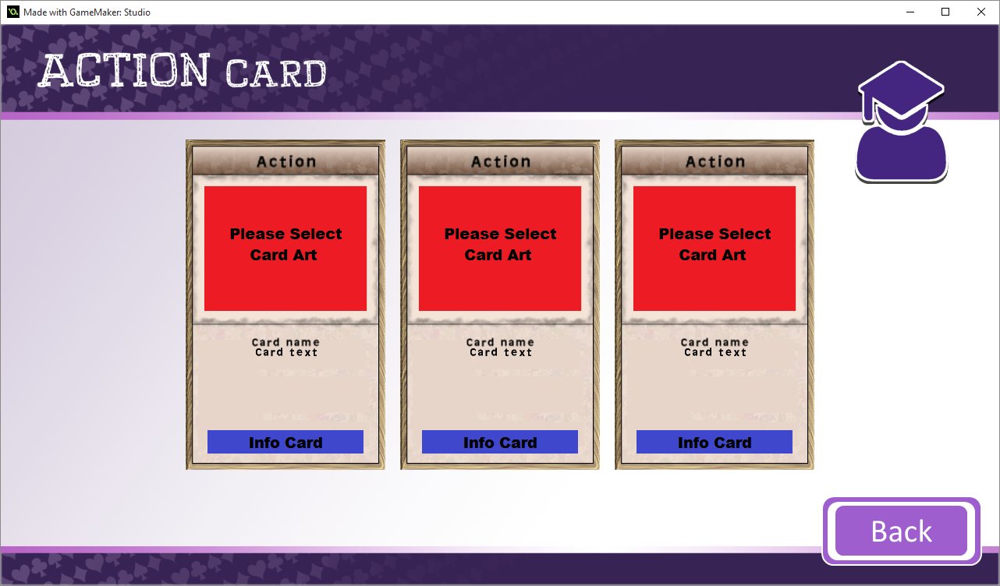 Made with GameMaker: Studio
ACTION CARD
Action
Please Select
Card Art
Card name
Card text
Info Card
Action
Please Select
Card Art
Card name
Card text
Info Card
Action
Please Select
Card Art
Card name
Card text
Info Card
Back